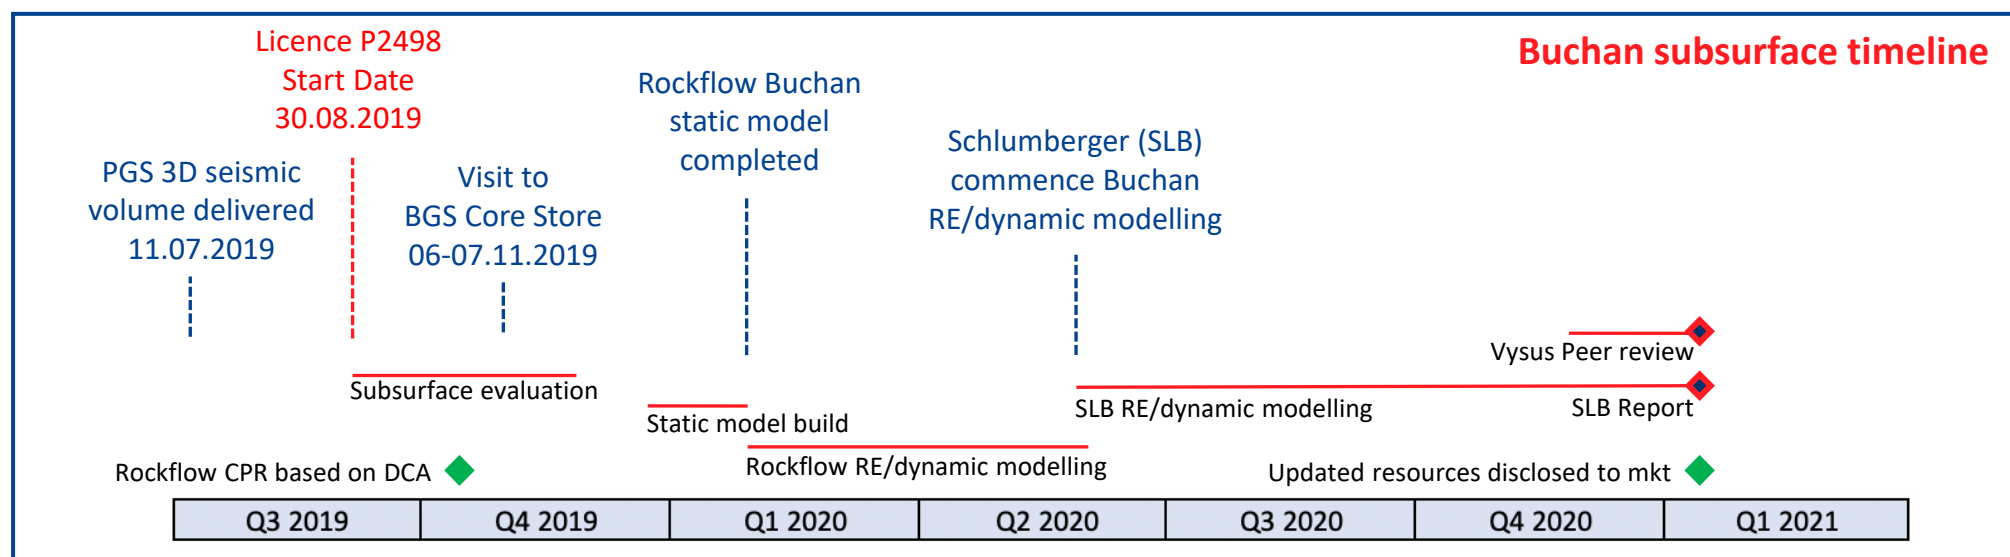 Buchan subsurface timeline
Licence P2498
Start Date
30.08.2019
PGS 3D seismic
volume delivered
11.07.2019
Visit to
BGS Core Store
06-07.11.2019
Rockflow Buchan
static model
completed
Schlumberger (SLB)
commence Buchan
RE/dynamic modelling
Vysus Peer review
Subsurface evaluation
SLB RE/dynamic modelling
SLB Report
Static model build
Rockflow RE/dynamic modelling
Rockflow CPR based on DCA
Updated resources disclosed to mkt
Q3 2019
Q4 2019
Q1 2020
Q2 2020
Q3 2020
Q4 2020
Q1 2021